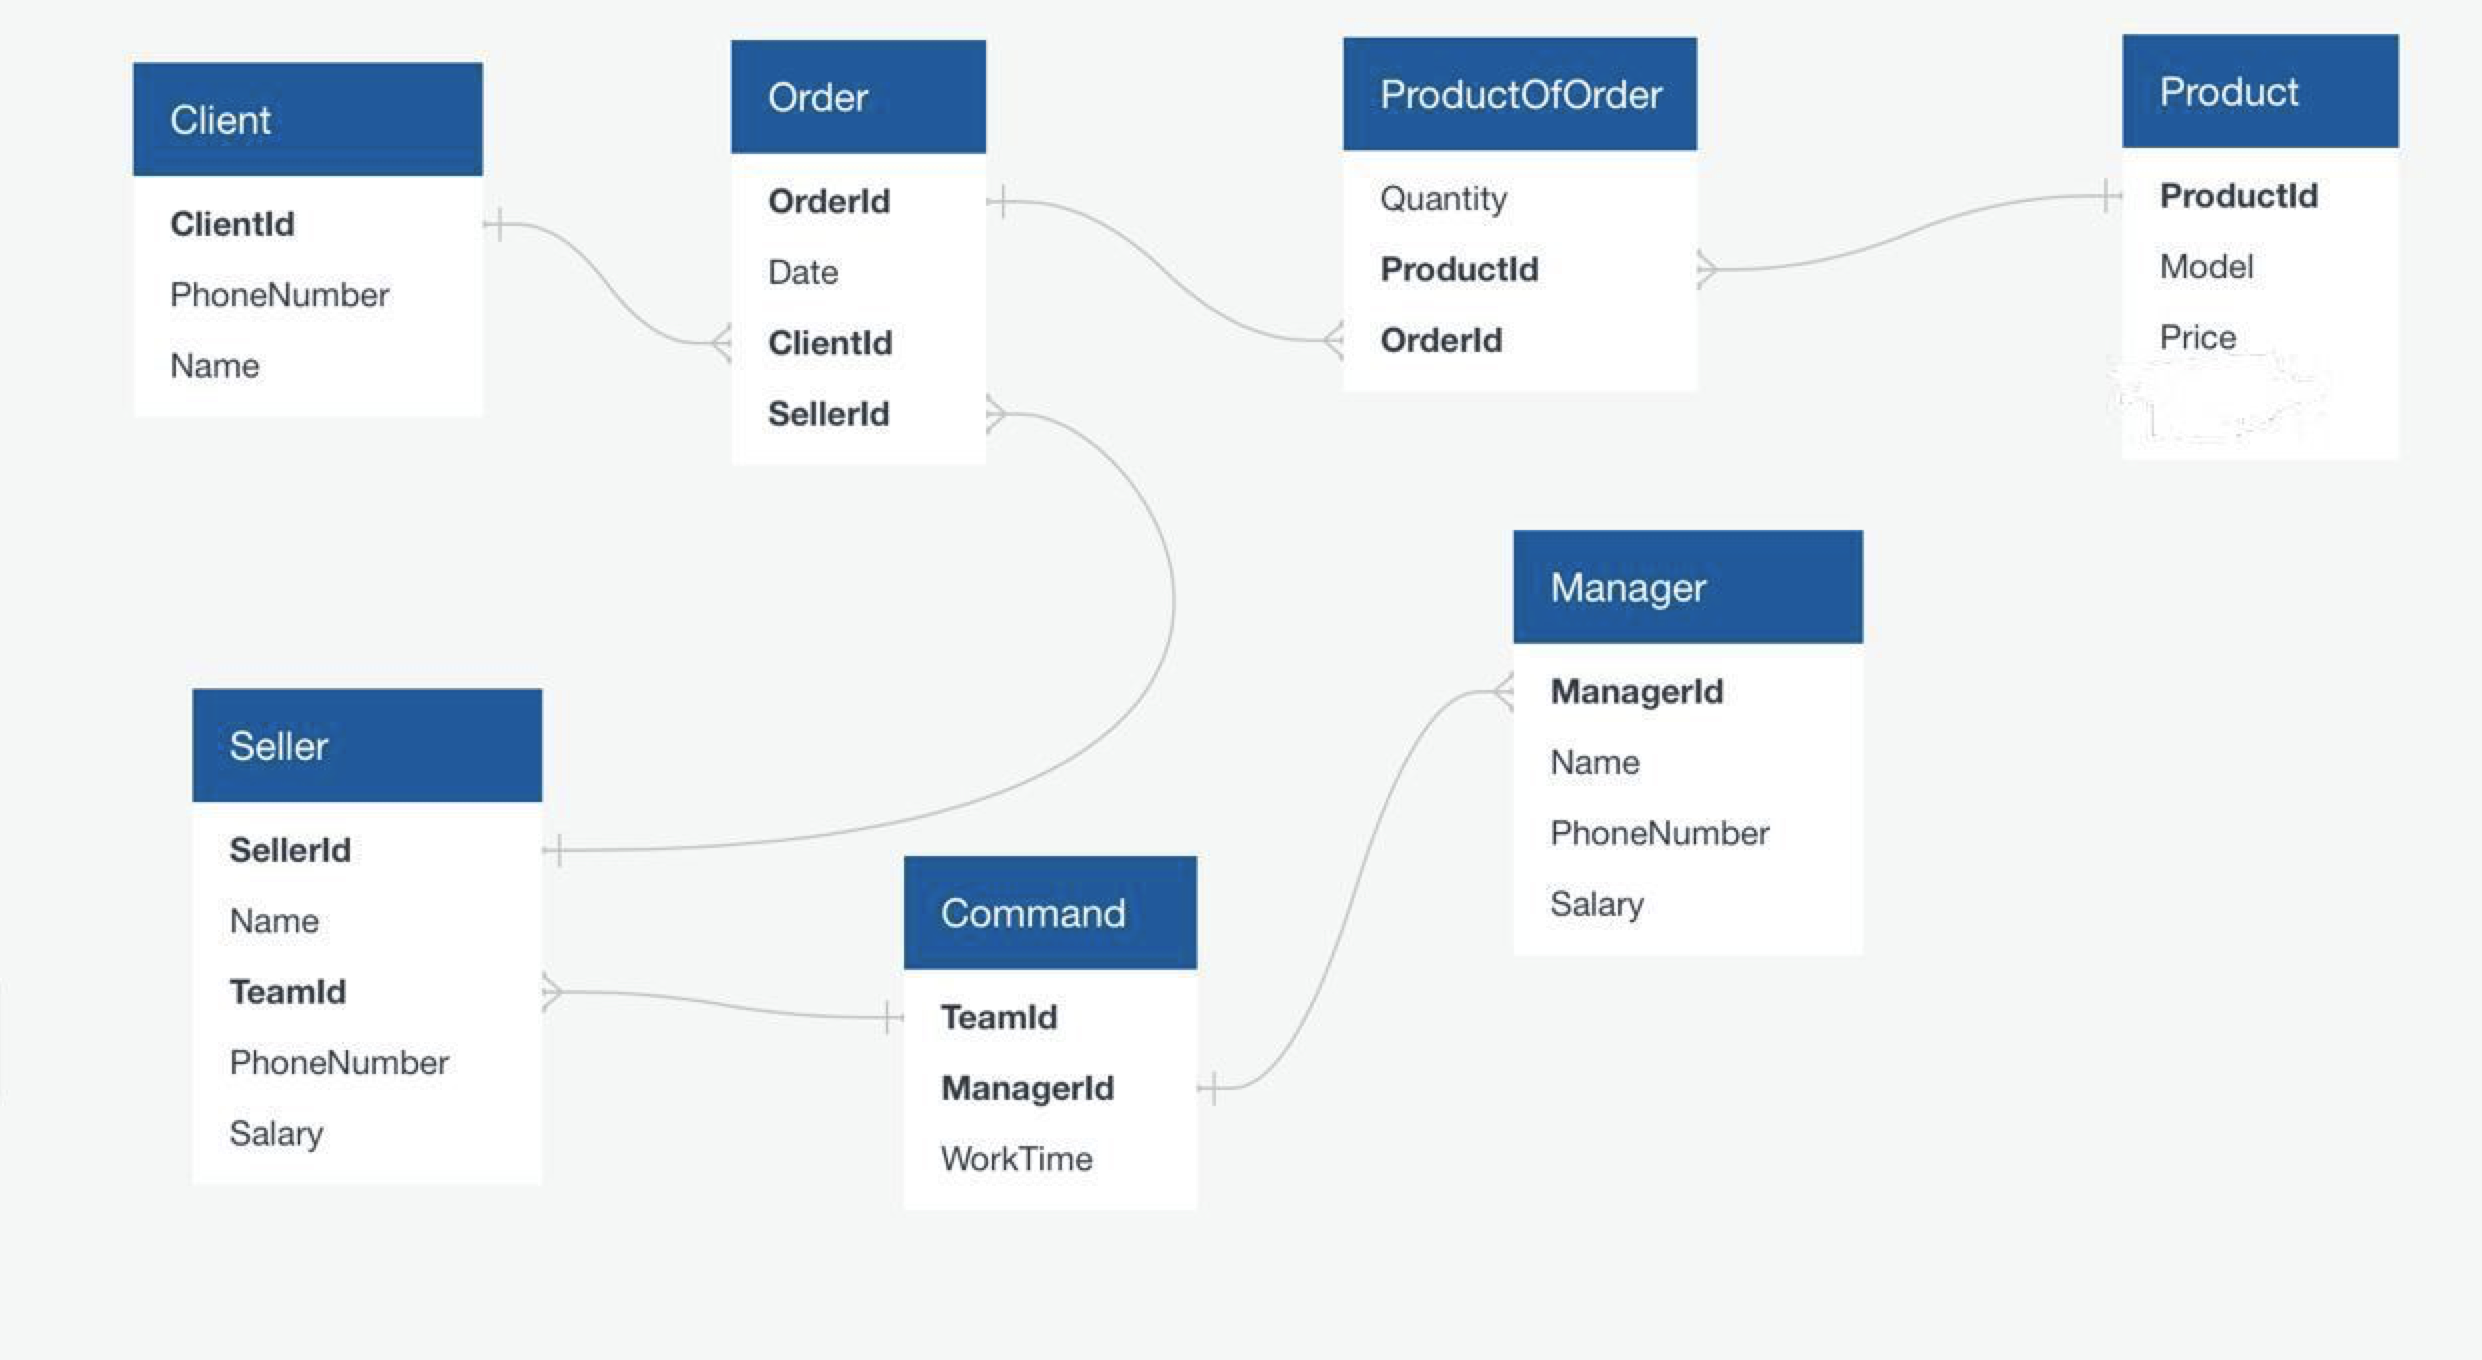 Client
ClientId
PhoneNumber
Name
Order
OrderId
Date
ClientId
SellerId
ProductOfOrder
Quantity
ProductId
OrderId
Product
ProductId
Model
Price
Seller
SellerId
Name
TeamId
PhoneNumber
Salary
Command
TeamId
ManagerId
WorkTime
Manager
ManagerId
Name
PhoneNumber
Salary